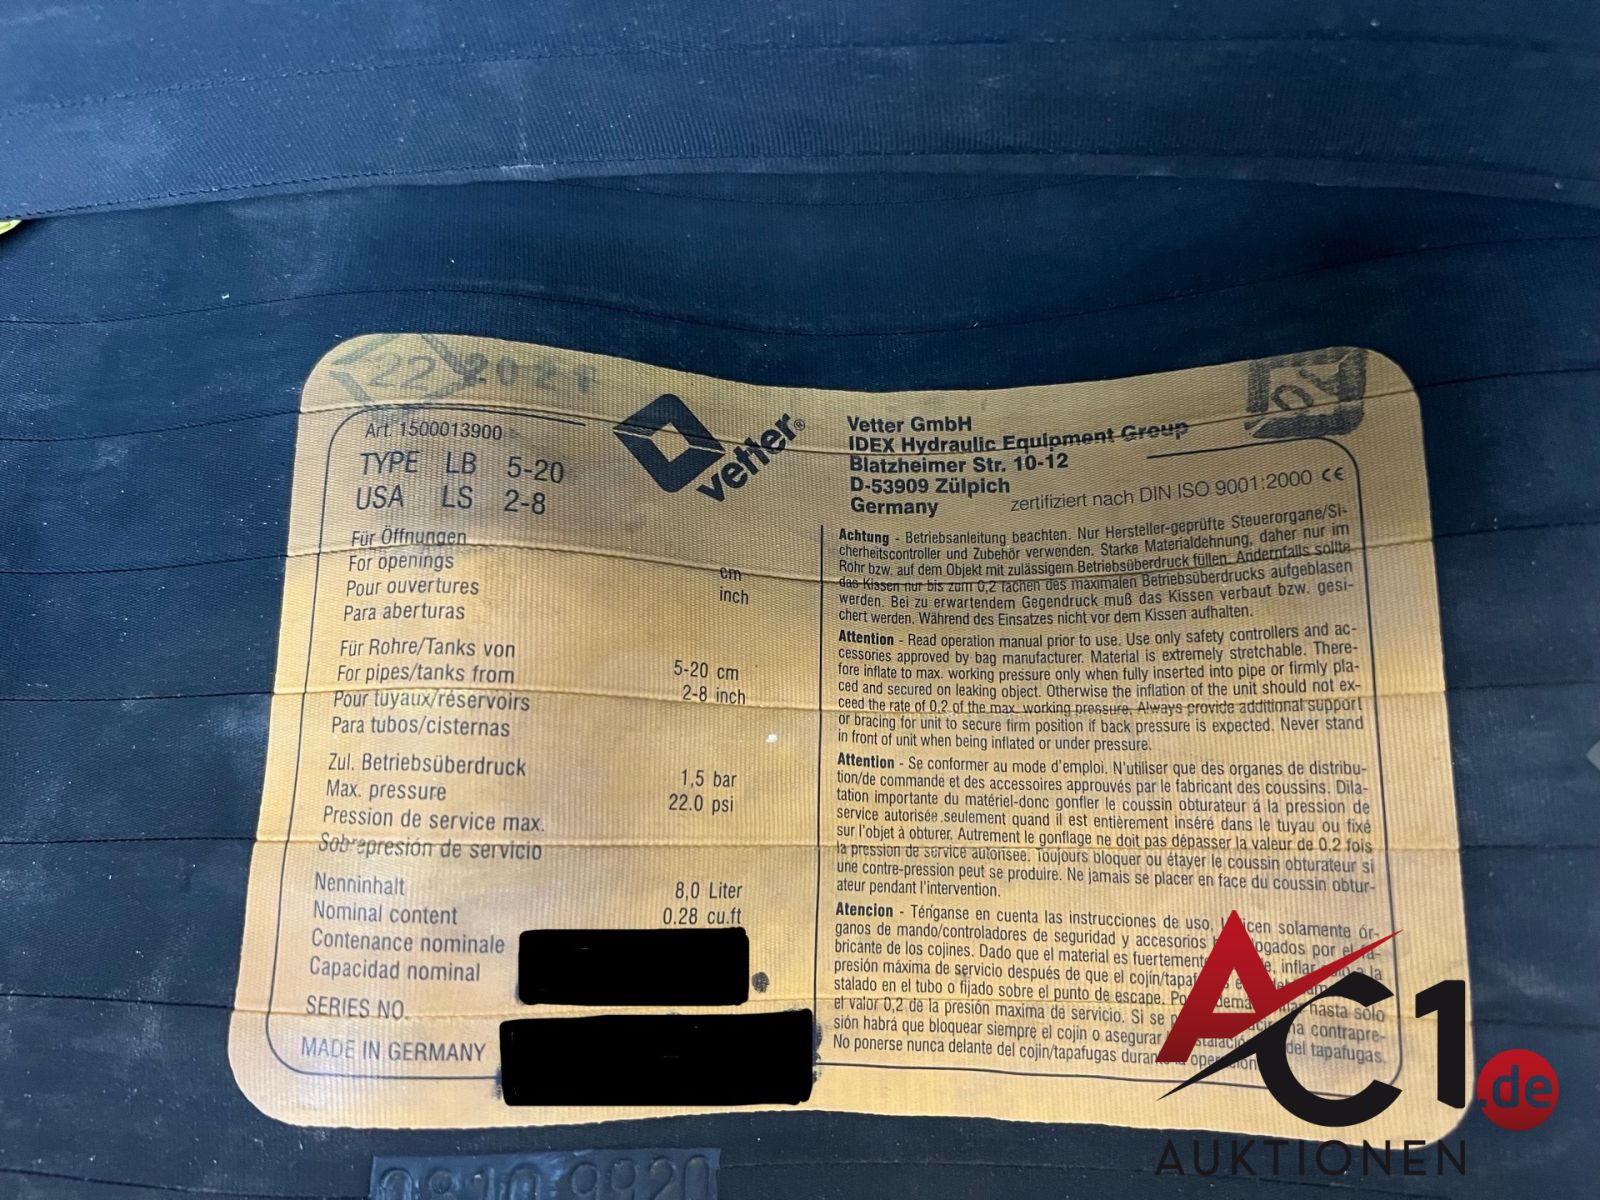 22 202
Art. 1500013900
TYPE LB 5-20
USA LS 2-8
vetter®
Vetter GmbH
IDEX Hydraulic Equipment Group
Blatzheimer Str. 10-12
D-53909 Zülpich
Germany
zertifiziert nach DIN ISO 9001:2000 CE
Für Öffnungen
For openings
Pour ouvertures
Para aberturas
cm
inch
Für Rohre/Tanks von
For pipes/tanks from
Pour tuyaux/réservoirs
Para tubos/cisternas
5-20 cm
2-8 inch
Zul. Betriebsüberdruck
Max. pressure
Pression de service max.
Sobrepresión de servicio
1,5 bar
22.0 psi
Nenninhalt
Nominal content
Contenance nominale
Capacidad nominal
8,0 Liter
0.28 cu.ft
SERIES NO.
MADE IN GERMANY
Achtung - Betriebsanleitung beachten. Nur Hersteller-geprüfte Steuerorgane/Si-
cherheitscontroller und Zubehör verwenden. Starke Materialdehnung, daher nur im
Rohr bzw. auf dem Objekt mit zulässigem Betriebsüberdruck füllen. Andernfalls sollte
das Kissen nur bis zum 0,2 fachen des maximalen Betriebsüberdrucks aufgeblasen
werden. Bei zu erwartendem Gegendruck muß das Kissen verbaut bzw. gesi-
chert werden. Während des Einsatzes nicht vor dem Kissen aufhalten.
Attention - Read operation manual prior to use. Use only safety controllers and ac-
cessories approved by bag manufacturer. Material is extremely stretchable. There-
fore inflate to max. working pressure only when fully inserted into pipe or firmly pla-
ced and secured on leaking object. Otherwise the inflation of the unit should not ex-
ceed the rate of 0.2 of the max. working pressure. Always provide additional support
or bracing for unit to secure firm position if back pressure is expected. Never stand
in front of unit when being inflated or under pressure.
Attention - Se conformer au mode d'emploi. N'utiliser que des organes de distribu-
tion/de commande et des accessoires approuvés par le fabricant des coussins. Dila-
tation importante du matériel-donc gonfler le coussin obturateur á la pression de
service autorisée seulement quand il est entièrement inséré dans le tuyau ou fixé
sur l'objet à obturer. Autrement le gonflage ne doit pas dépasser la valeur de 0,2 fois
la pression de service autorisée. Toujours bloquer ou étayer le coussin obturateur si
une contre-pression peut se produire. Ne jamais se placer en face du coussin obtur-
ateur pendant l'intervention.
Atencion - Ténganse en cuenta las instrucciones de uso, solamente ór-
ganos de mando/controladores de seguridad y accesorios por el fa-
bricante de los cojines. Dado que el material es fuertemente inflar la
presión máxima de servicio después de que el cojín/
stalado en el tubo o fijado sobre el punto de escape. hasta sólo
el valor 0,2 de la presión maxima de servicio. Si se contrapre-
sión habrá que bloquear siempre el cojin o asegurar del tapafugas.
No ponerse nunca delante del cojin/tapafugas durante la operación
AC1.de
AUKTIONEN